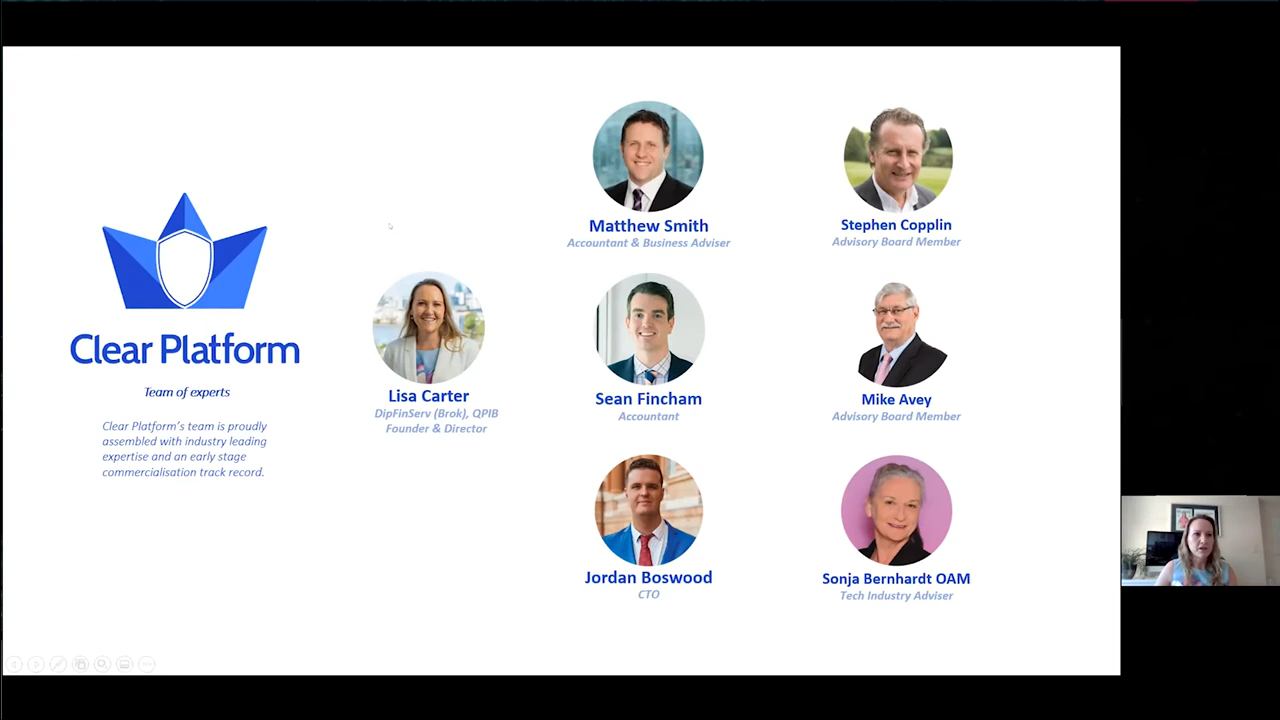 Clear Platform
Team of experts
Clear Platform's team is proudly
assembled with industry leading
expertise and an early stage
commercialisation track record.
Lisa Carter
DipFinServ (Brok), QPIB
Founder & Director
Matthew Smith
Accountant & Business Adviser
Stephen Copplin
Advisory Board Member
Sean Fincham
Accountant
Mike Avey
Advisory Board Member
Jordan Boswood
CTO
Sonja Bernhardt OAM
Tech Industry Adviser